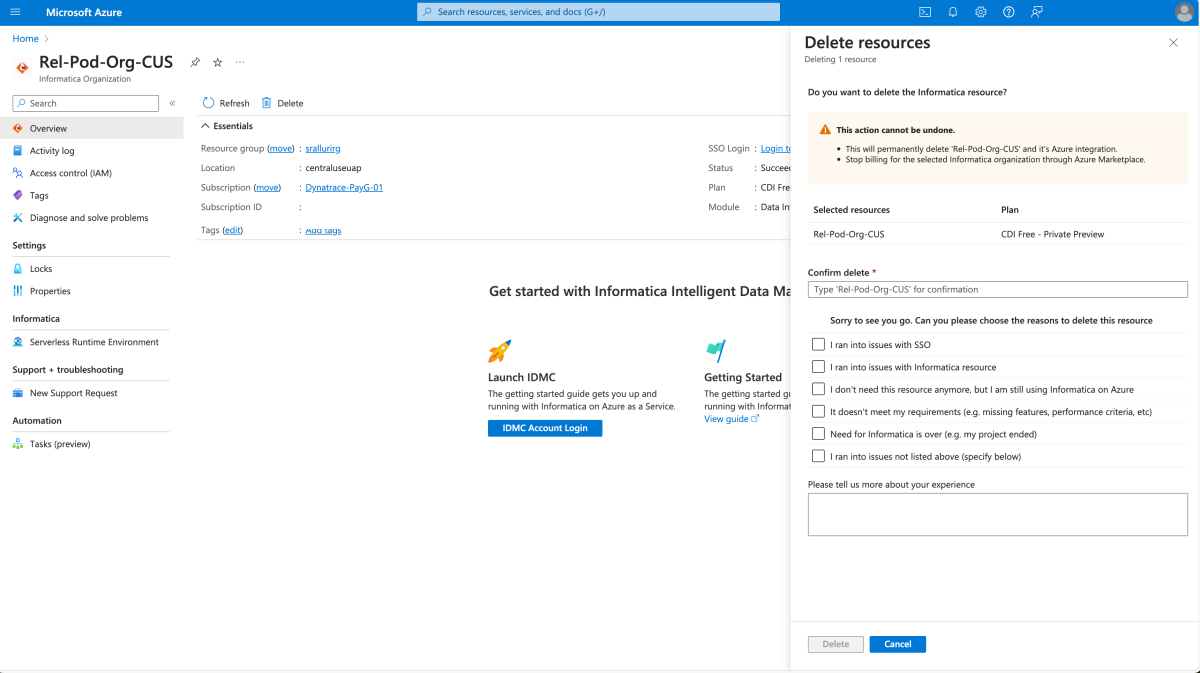 Microsoft Azure
Search resources, services, and docs (G+/)
Home
Rel-Pod-Org-CUS
Informatica Organization
Search
Overview
Activity log
Access control (IAM)
Tags
Diagnose and solve problems
Settings
Locks
Properties
Informatica
Serverless Runtime Environment
Support + troubleshooting
New Support Request
Automation
Tasks (preview)
Refresh
Delete
Essentials
Resource group (move) : srallurirg
Location : centraluseuap
Subscription (move) : Dynatrace-PayG-01
Subscription ID :
Tags (edit) : Add tags
SSO Login : Login to
Status : Succee
Plan : CDI Fre
Module : Data In
Get started with Informatica Intelligent Data Ma
Launch IDMC
The getting started guide gets you up and
running with Informatica on Azure as a Service.
IDMC Account Login
Getting Started
The getting started gu
running with Informat
View guide
Delete resources
Deleting 1 resource
Do you want to delete the Informatica resource?
This action cannot be undone.
• This will permanently delete 'Rel-Pod-Org-CUS' and it's Azure integration.
• Stop billing for the selected Informatica organization through Azure Marketplace.
Selected resources Plan
Rel-Pod-Org-CUS CDI Free - Private Preview
Confirm delete *
Type 'Rel-Pod-Org-CUS' for confirmation
Sorry to see you go. Can you please choose the reasons to delete this resource
I ran into issues with SSO
I ran into issues with Informatica resource
I don't need this resource anymore, but I am still using Informatica on Azure
It doesn't meet my requirements (e.g. missing features, performance criteria, etc)
Need for Informatica is over (e.g. my project ended)
I ran into issues not listed above (specify below)
Please tell us more about your experience
Delete
Cancel